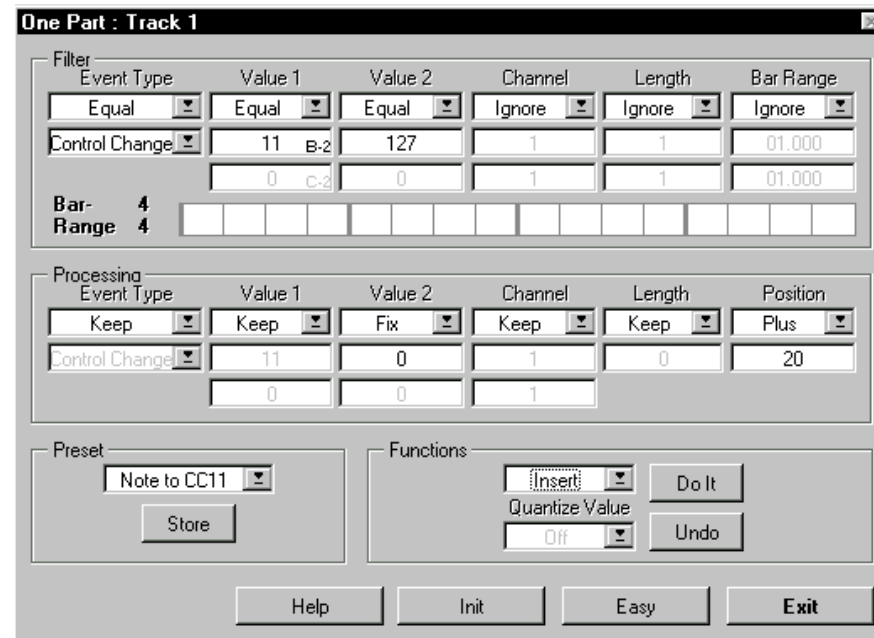 One Part : Track 1
Filter
Event Type Value 1 Value 2 Channel Length Bar Range
Equal Equal Equal Ignore Ignore Ignore
Control Change 11 B-2 127 1 1 01.000
0 C-2 0 1 1 01.000
Bar- 4
Range 4
Processing
Event Type Value 1 Value 2 Channel Length Position
Keep Keep Fix Keep Keep Plus
Control Change 11 0 1 0 20
0 0 1
Preset
Functions
Note to CC11
Insert
Do It
Store
Quantize Value
Off
Undo
Help Init Easy Exit